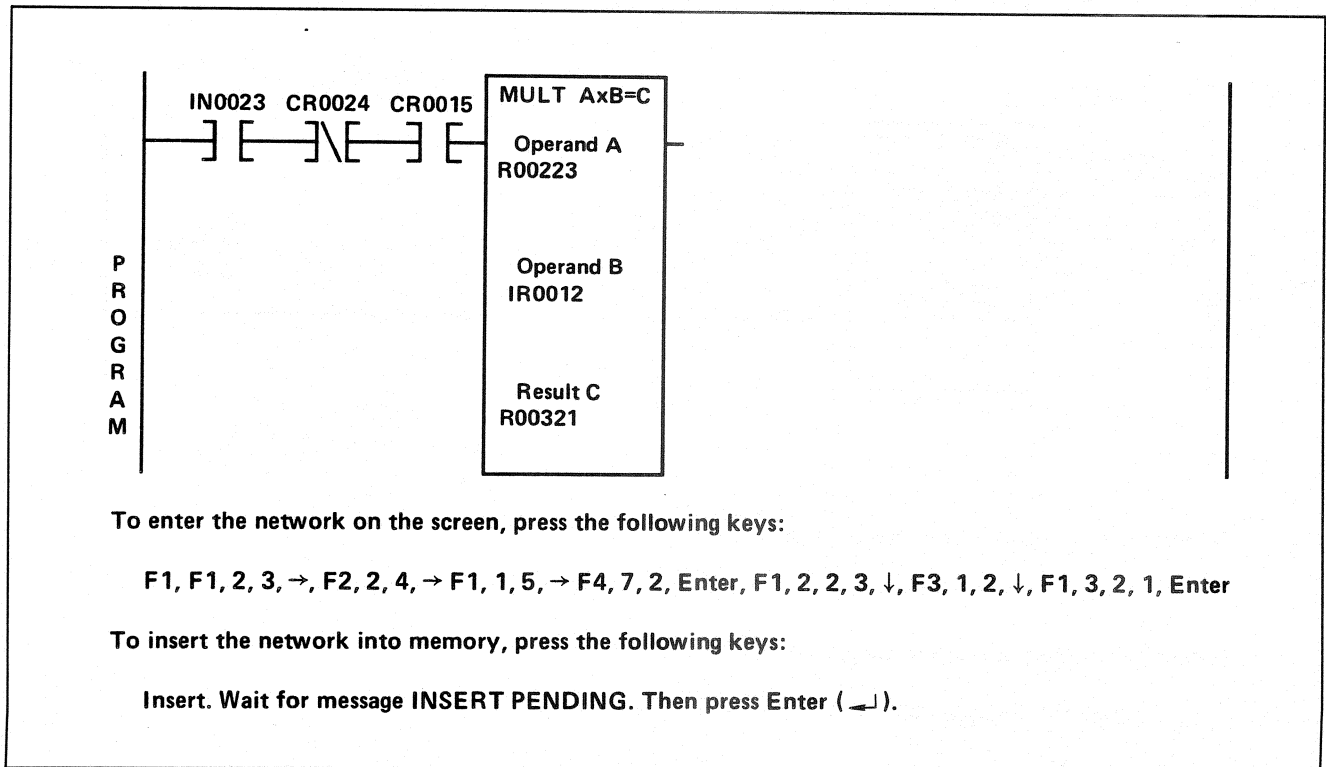 IN0023 CR0024 CR0015
MULT AxB=C
Operand A
R00223
Operand B
IR0012
Result C
R00321
PROGRAM
To enter the network on the screen, press the following keys:
F1, F1, 2, 3, →, F2, 2, 4, → F1, 1, 5, → F4, 7, 2, Enter, F1, 2, 2, 3, ↓, F3, 1, 2, ↓, F1, 3, 2, 1, Enter
To insert the network into memory, press the following keys:
Insert. Wait for message INSERT PENDING. Then press Enter (↵).